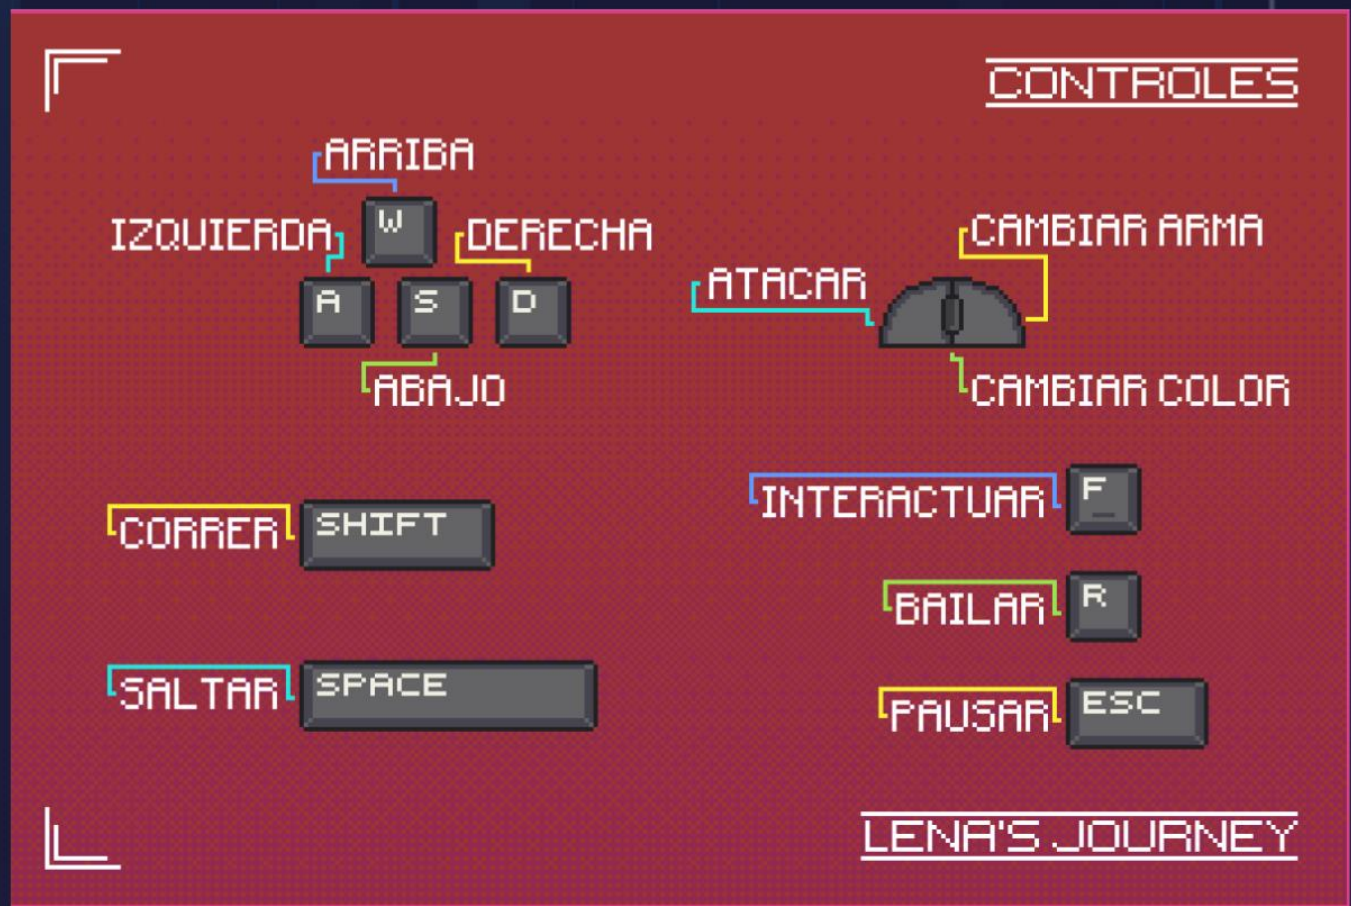 CONTROLES
ARRIBA
IZQUIERDA W DERECHA
A S D
ABAJO
CAMBIAR ARMA
ATACAR
CAMBIAR COLOR
CORRER SHIFT
SALTAR SPACE
INTERACTUAR F
BAILAR R
PAUSAR ESC
LENA'S JOURNEY